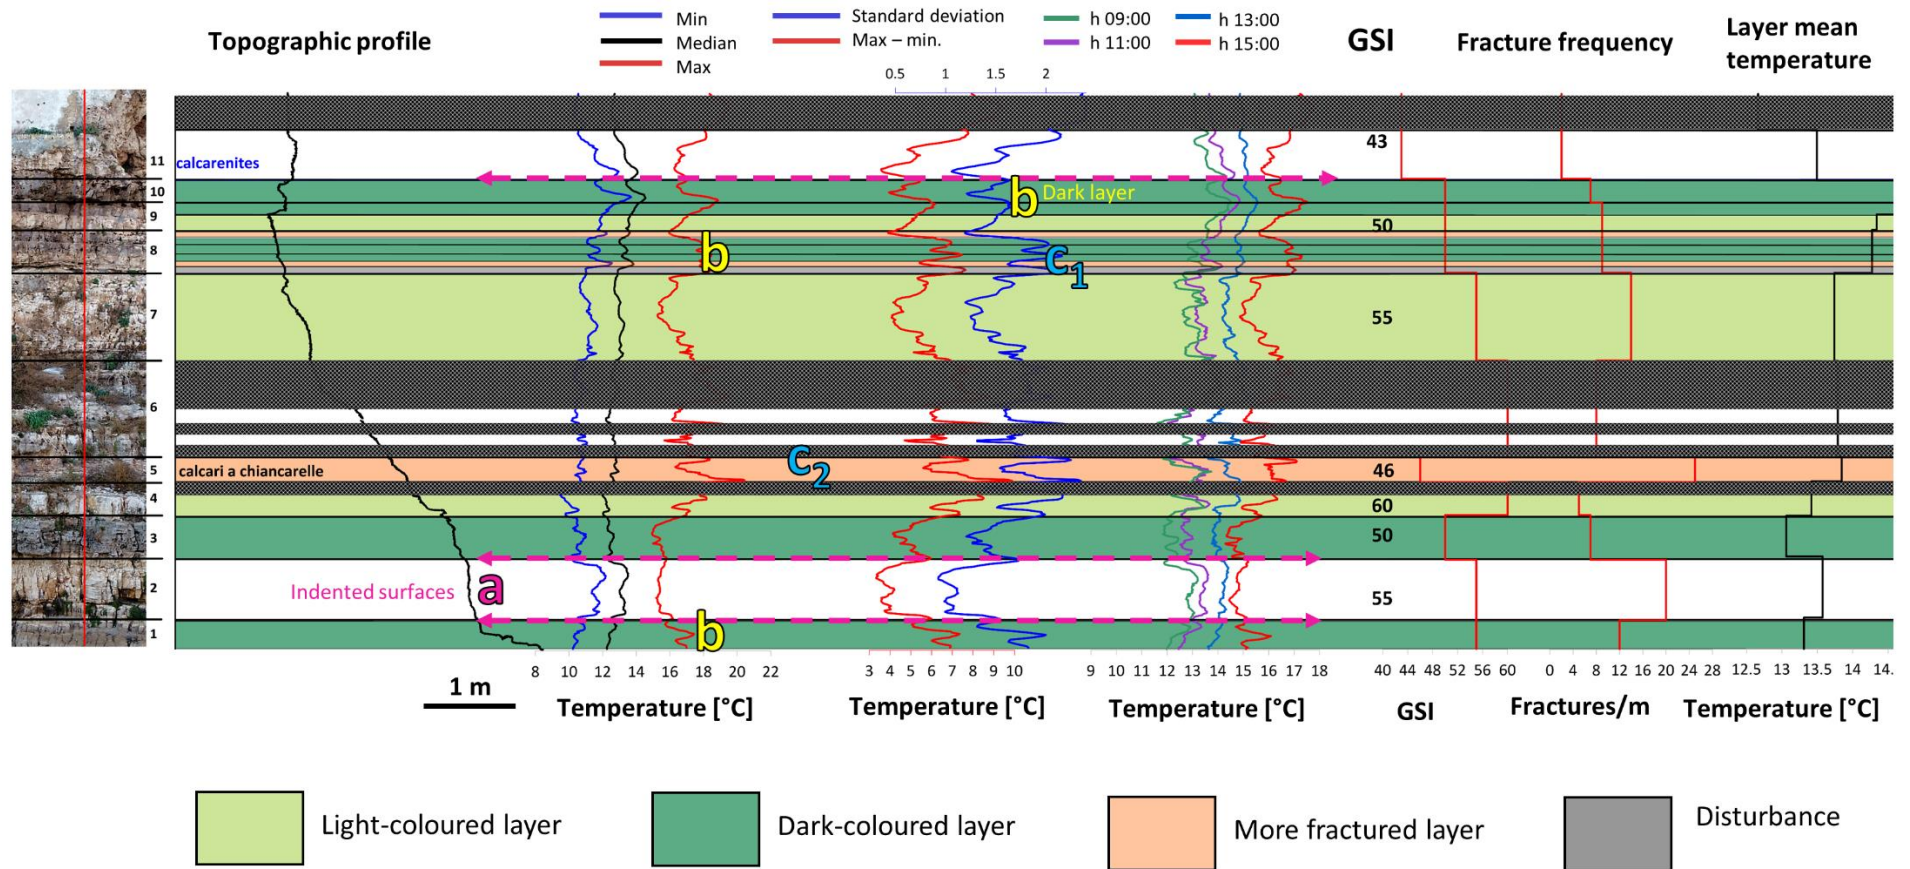 Topographic profile
Min
Median
Max
Standard deviation
Max – min.
h 09:00
h 11:00
h 13:00
h 15:00
GSI
Fracture frequency
Layer mean
temperature
0.5 1 1.5 2
11
calcarenites
43
10
b
Dark layer
9
50
8
b
c1
7
55
6
c2
5
calcari a chiancarelle
46
4
60
3
50
Indented surfaces
a
2
55
1
b
8 10 12 14 16 18 20 22
3 4 5 6 7 8 9 10
9 10 11 12 13 14 15 16 17 18
40 44 48 52 56 60
0 4 8 12 16 20 24 28
12.5 13 13.5 14 14.
1 m
Temperature [°C]
Temperature [°C]
Temperature [°C]
GSI
Fractures/m
Temperature [°C]
Light-coloured layer
Dark-coloured layer
More fractured layer
Disturbance